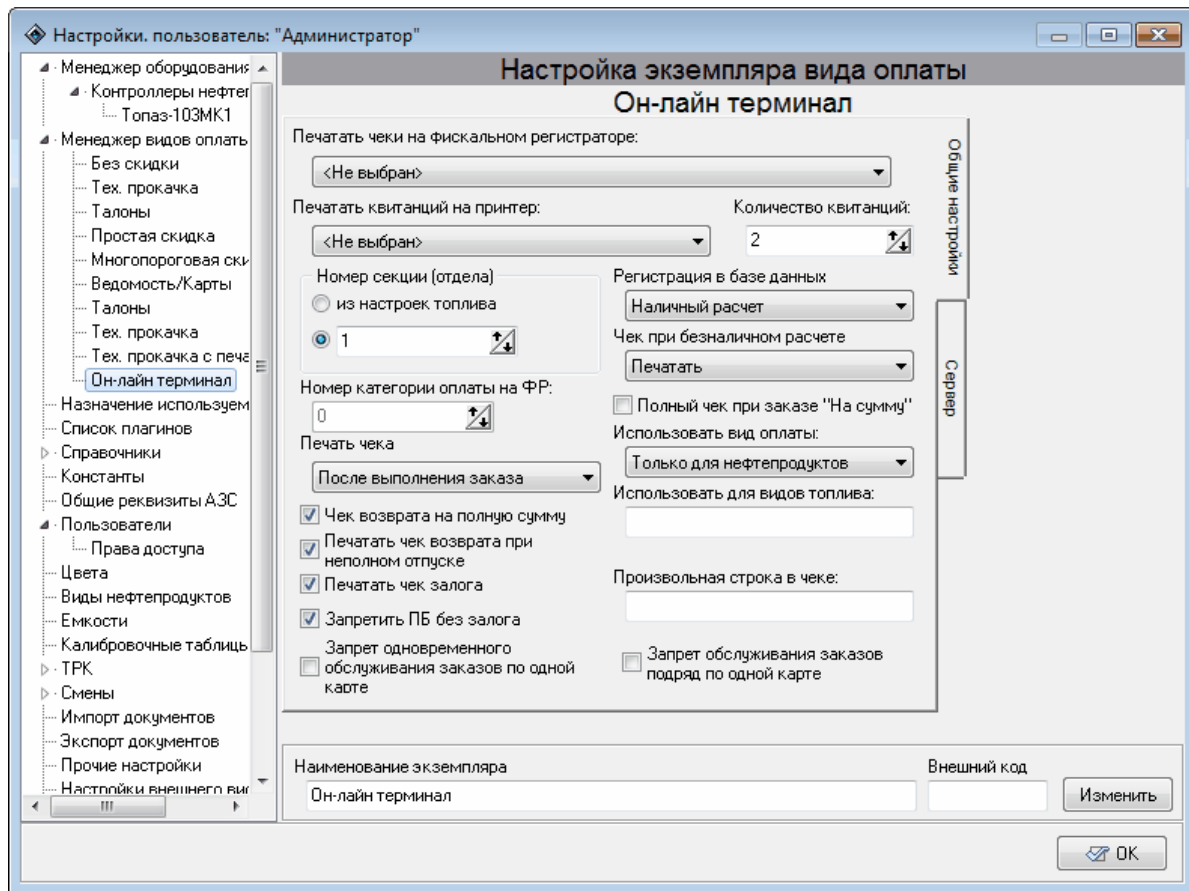 Настройки. пользователь: "Администратор"
Менеджер оборудования
Контроллеры нефтег
Топаз-103МК1
Менеджер видов оплать
Без скидки
Тех. прокачка
Талоны
Простая скидка
Многопороговая ски
Ведомость/Карты
Талоны
Тех. прокачка
Тех. прокачка с печа
Он-лайн терминал
Назначение используем
Список плагинов
Справочники
Константы
Общие реквизиты АЗС
Пользователи
Права доступа
Цвета
Виды нефтепродуктов
Емкости
Калибровочные таблиць
ТРК
Смены
Импорт документов
Экспорт документов
Прочие настройки
Настройки внешнего вид
Настройка экземпляра вида оплаты
Он-лайн терминал
Печатать чеки на фискальном регистраторе:
<Не выбран>
Печатать квитанций на принтер:
Количество квитанций:
<Не выбран>
2
Номер секции (отдела)
из настроек топлива
1
Регистрация в базе данных
Наличный расчет
Чек при безналичном расчете
Печатать
Номер категории оплаты на ФР:
0
Полный чек при заказе "На сумму"
Печать чека
После выполнения заказа
Использовать вид оплаты:
Только для нефтепродуктов
Использовать для видов топлива:
Чек возврата на полную сумму
Печатать чек возврата при
неполном отпуске
Печатать чек залога
Произвольная строка в чеке:
Запретить ПБ без залога
Запрет одновременного
обслуживания заказов по одной
карте
Запрет обслуживания заказов
подряд по одной карте
Общие настройки
Сервер
Наименование экземпляра
Внешний код
Он-лайн терминал
Изменить
OK